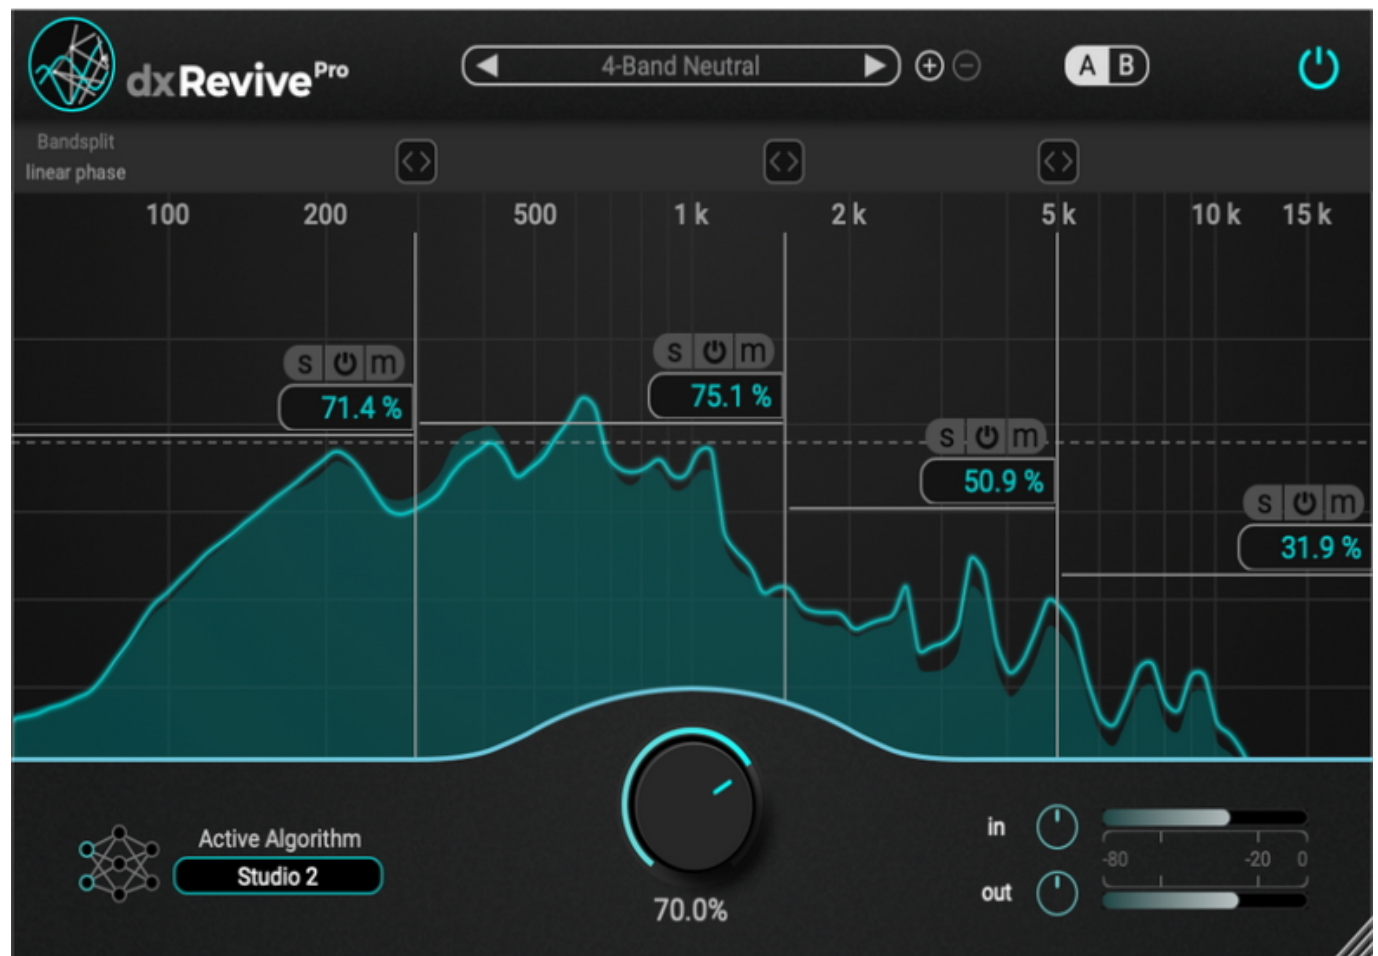 dxRevive Pro
4-Band Neutral
A B
Bandsplit
linear phase
100 200 500 1 k 2 k 5 k 10 k 15 k
s m
71.4 %
s m
75.1 %
s m
50.9 %
s m
31.9 %
Active Algorithm
Studio 2
70.0%
in
-80 -20 0
out